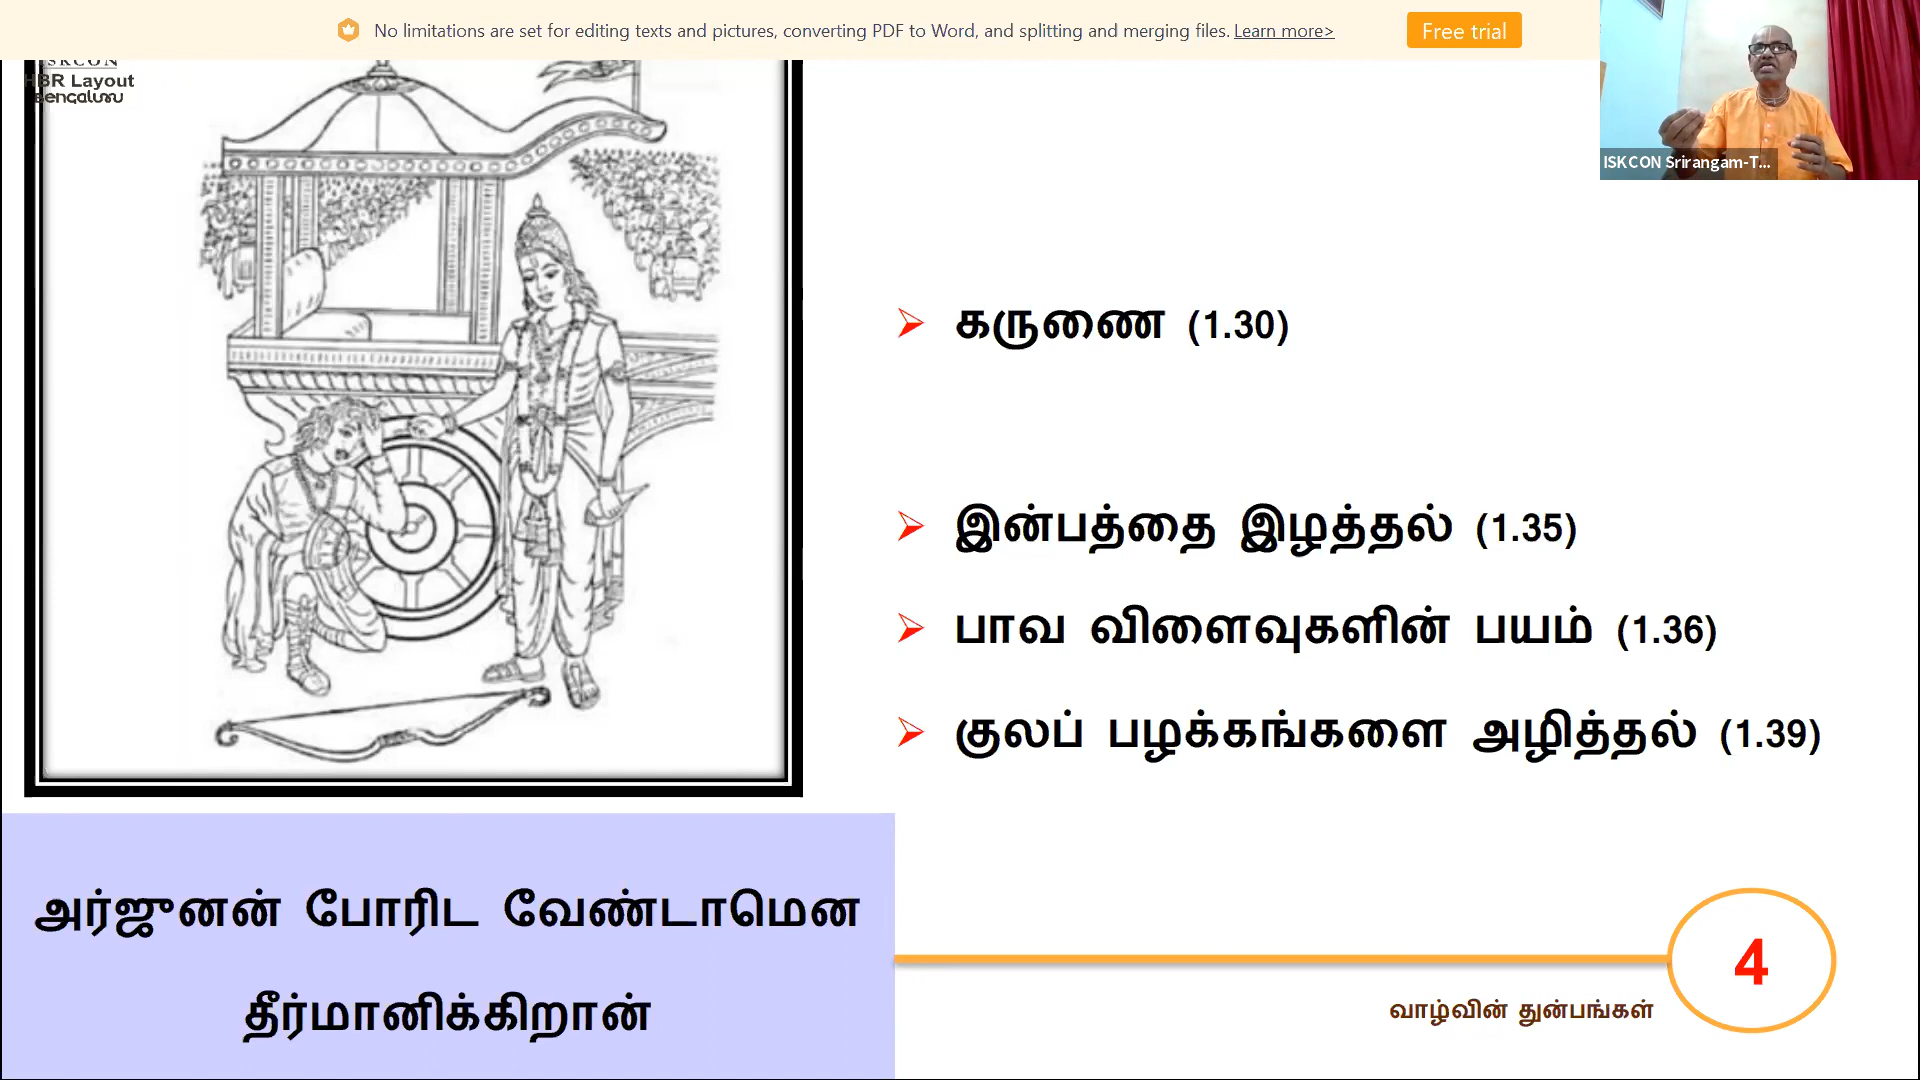 No limitations are set for editing texts and pictures, converting PDF to Word, and splitting and merging files. Learn more>
Free trial
ISKCON
HBR Layout
Bengaluru
ISKCON Srirangam-T...
கருணை (1.30)
இன்பத்தை இழத்தல் (1.35)
பாவ விளைவுகளின் பயம் (1.36)
குலப் பழக்கங்களை அழித்தல் (1.39)
அர்ஜுனன் போரிட வேண்டாமென
தீர்மானிக்கிறான்
4
வாழ்வின் துன்பங்கள்